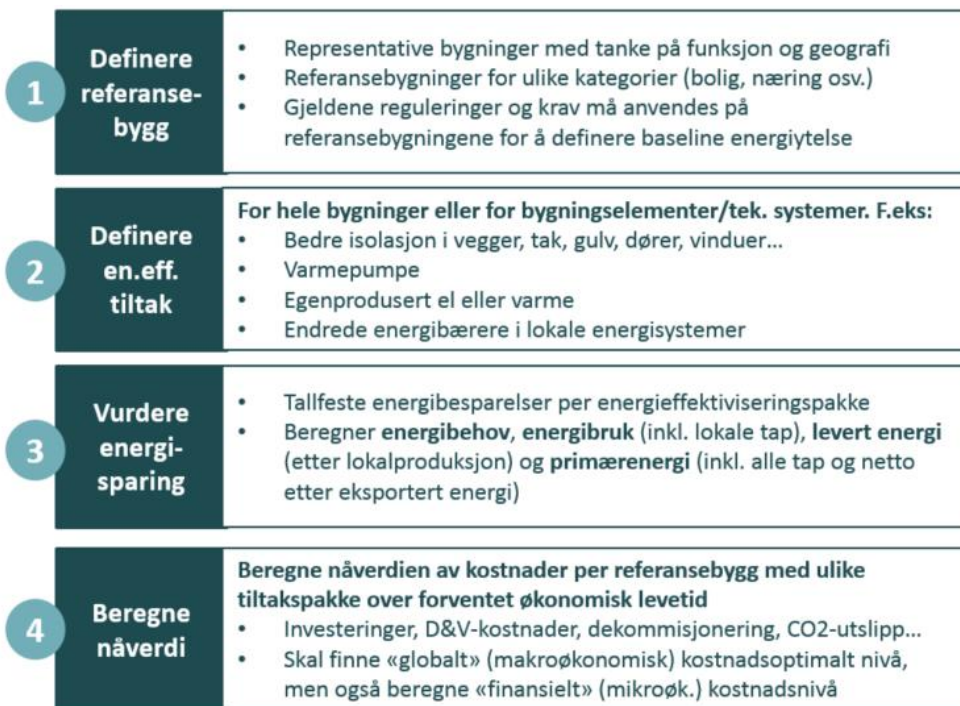 1
Definere
referanse-
bygg
• Representative bygninger med tanke på funksjon og geografi
• Referansebygninger for ulike kategorier (bolig, næring osv.)
• Gjeldene reguleringer og krav må anvendes på
referansebygningene for å definere baseline energiytelse
2
Definere
en.eff.
tiltak
For hele bygninger eller for bygningselementer/tek. systemer. F.eks:
• Bedre isolasjon i vegger, tak, gulv, dører, vinduer...
• Varmepumpe
• Egenprodusert el eller varme
• Endrede energibærere i lokale energisystemer
3
Vurdere
energi-
sparing
• Tallfeste energibesparelser per energieffektiviseringspakke
• Beregner energibehov, energibruk (inkl. lokale tap), levert energi
(etter lokalproduksjon) og primærenergi (inkl. alle tap og netto
etter eksportert energi)
4
Beregne
nåverdi
Beregne nåverdien av kostnader per referansebygg med ulike
tiltakspakke over forventet økonomisk levetid
• Investeringer, D&V-kostnader, dekommisjonering, CO2-utslipp...
• Skal finne «globalt» (makroøkonomisk) kostnadsoptimalt nivå,
men også beregne «finansielt» (mikroøk.) kostnadsnivå